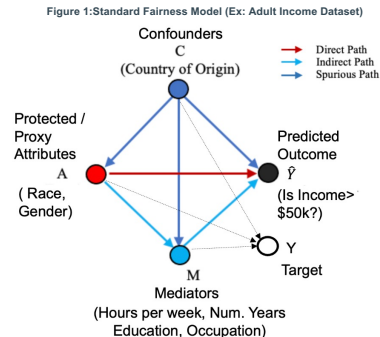 Figure 1:Standard Fairness Model (Ex: Adult Income Dataset)
Confounders
C
(Country of Origin)
Direct Path
Indirect Path
Spurious Path
Protected /
Proxy
Attributes
A
( Race,
Gender)
Predicted
Outcome
Ŷ
(Is Income>
$50k?)
Y
Target
M
Mediators
(Hours per week, Num. Years
Education, Occupation)